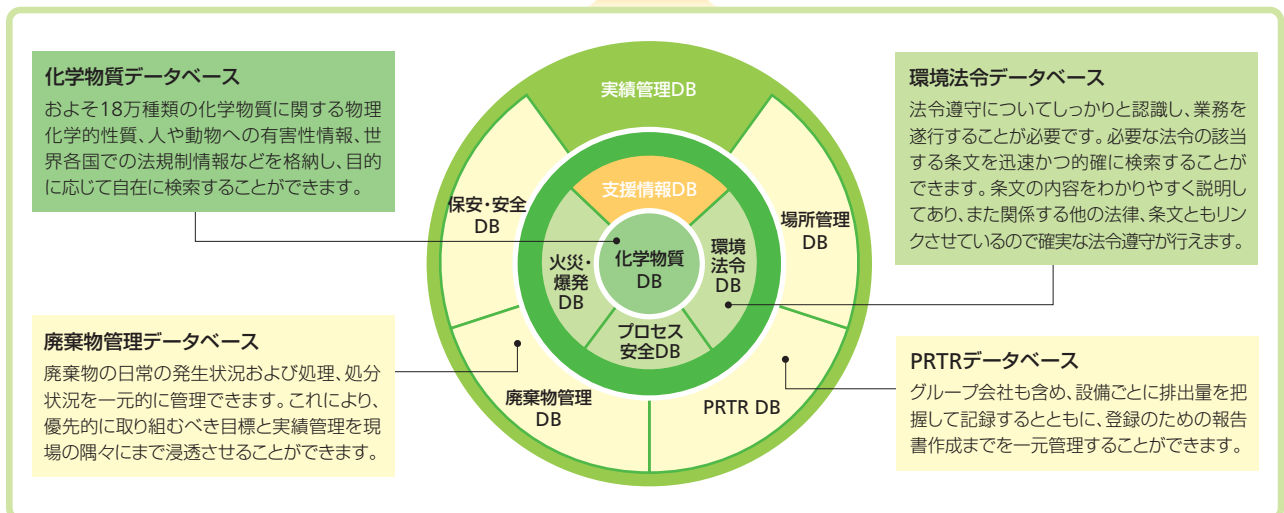 化学物質データベース
およそ18万種類の化学物質に関する物理
化学的性質、人や動物への有害性情報、世
界各国での法規制情報などを格納し、目的
に応じて自在に検索することができます。
廃棄物管理データベース
廃棄物の日常の発生状況および処理、処分
状況を一元的に管理できます。これにより、
優先的に取り組むべき目標と実績管理を現
場の隅々にまで浸透させることができます。
実績管理DB
支援情報DB
保安・安全
DB
場所管理
DB
火災・
爆発
DB
化学物質
DB
環境
法令
DB
プロセス
安全DB
廃棄物管理
DB
PRTR DB
環境法令データベース
法令遵守についてしっかりと認識し、業務を
遂行することが必要です。必要な法令の該当
する条文を迅速かつ的確に検索することが
できます。条文の内容をわかりやすく説明し
てあり、また関係する他の法律、条文ともリン
クさせているので確実な法令遵守が行えます。
PRTRデータベース
グループ会社も含め、設備ごとに排出量を把
握して記録するとともに、登録のための報告
書作成までを一元管理することができます。